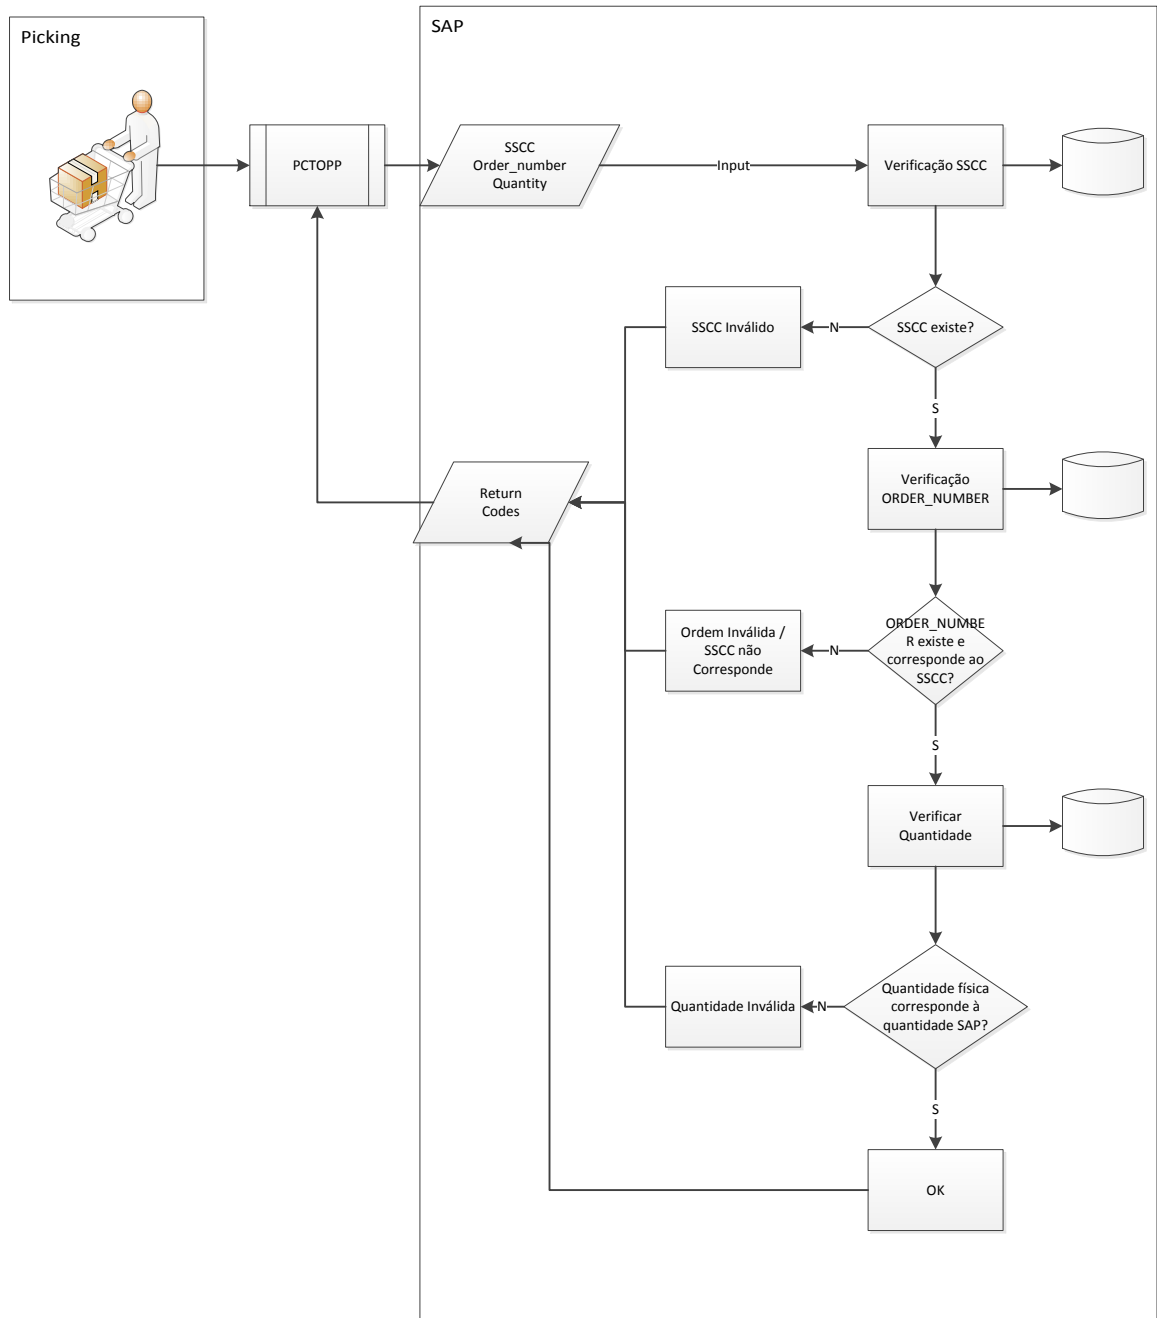 Picking
SAP
PCTOPP
SSCC
Order_number
Quantity
Input
Verificação SSCC
SSCC Inválido
N
SSCC existe?
S
Return
Codes
Verificação
ORDER_NUMBER
Ordem Inválida /
SSCC não
Corresponde
N
ORDER_NUMBE
R existe e
corresponde ao
SSCC?
S
Verificar
Quantidade
Quantidade Inválida
N
Quantidade física
corresponde à
quantidade SAP?
S
OK